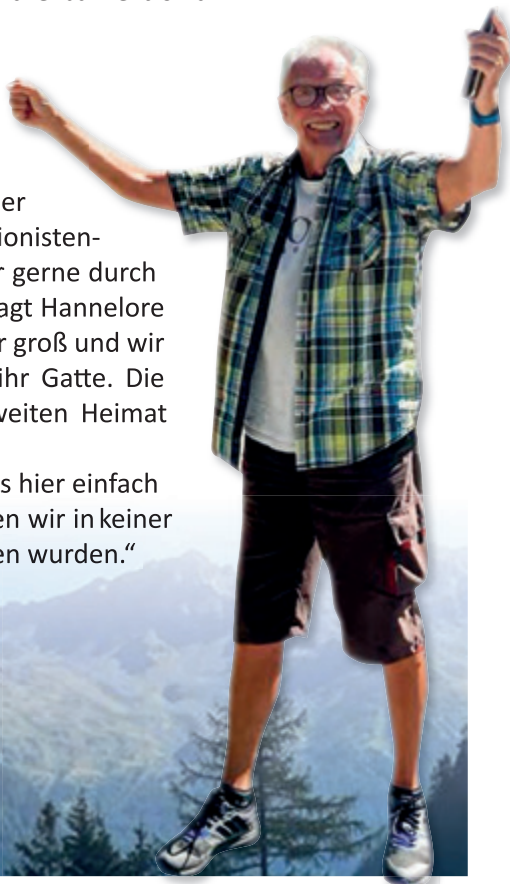 er
ionisten-
r gerne durch
agt Hannelore
r groß und wir
ihr Gatte. Die
weiten Heimat
s hier einfach
en wir in keiner
en wurden.“